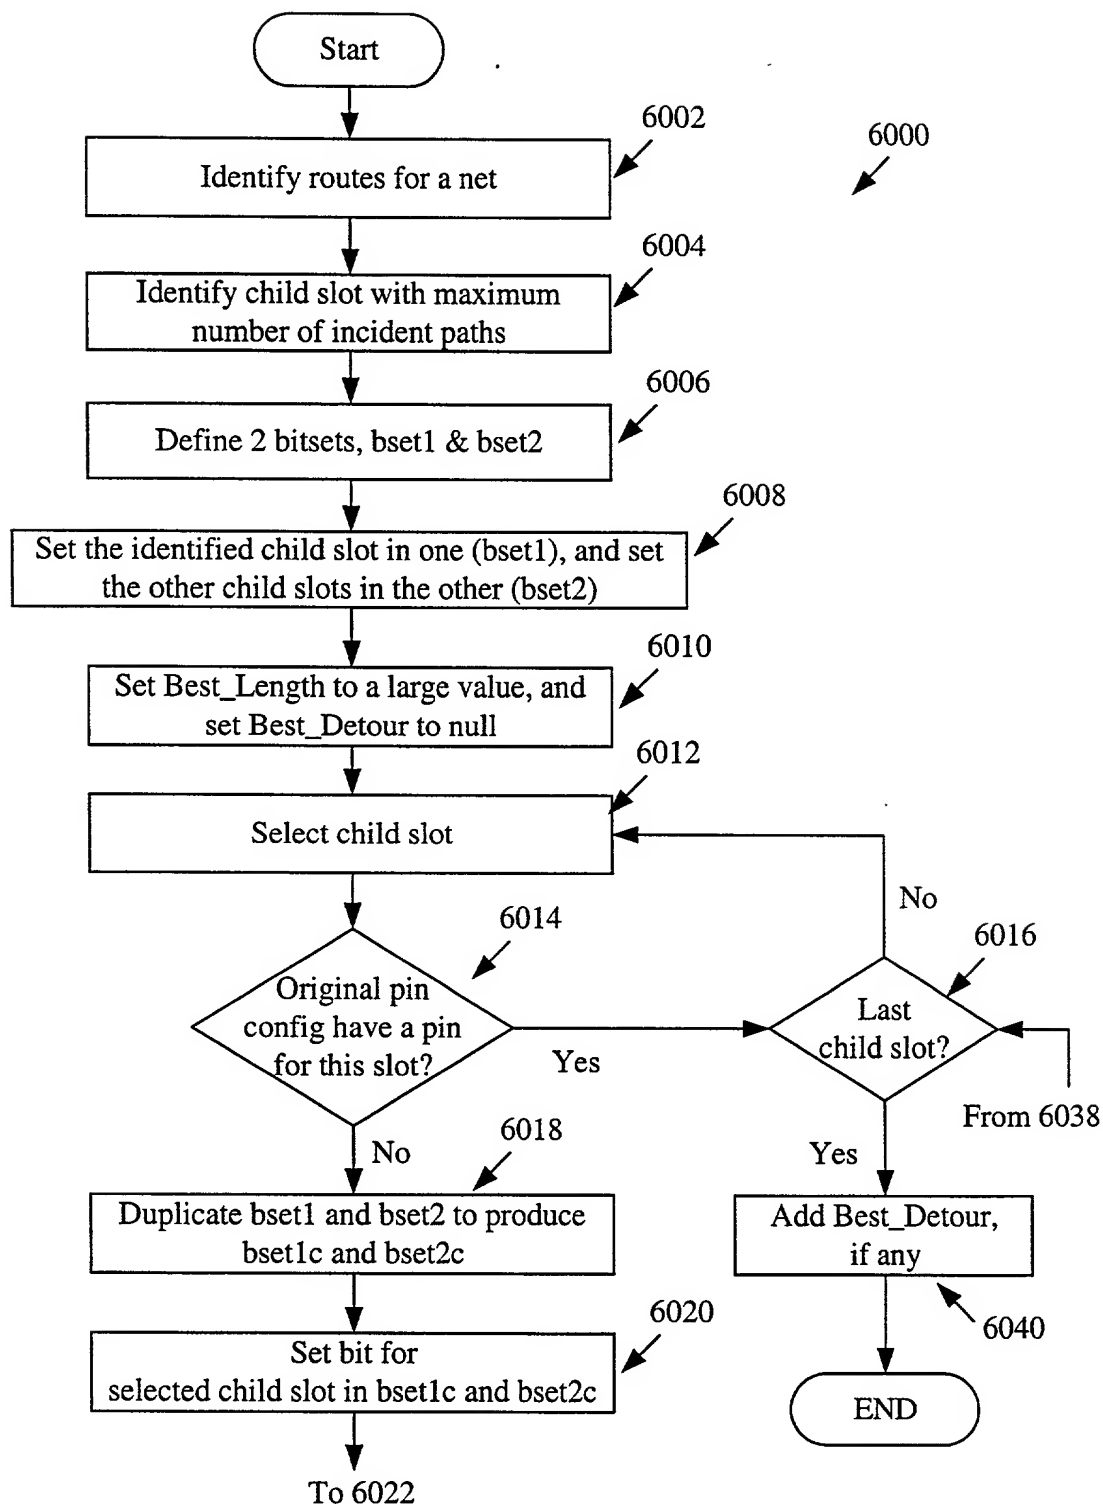 Start
6002
6000
Identify routes for a net
6004
Identify child slot with maximum
number of incident paths
6006
Define 2 bitsets, bset1 & bset2
6008
Set the identified child slot in one (bset1), and set
the other child slots in the other (bset2)
6010
Set Best_Length to a large value, and
set Best_Detour to null
6012
Select child slot
No
6014
6016
Original pin
config have a pin
for this slot?
Yes
Last
child slot?
From 6038
No
6018
Yes
Duplicate bset1 and bset2 to produce
bset1c and bset2c
Add Best_Detour,
if any
6020
6040
Set bit for
selected child slot in bset1c and bset2c
END
To 6022